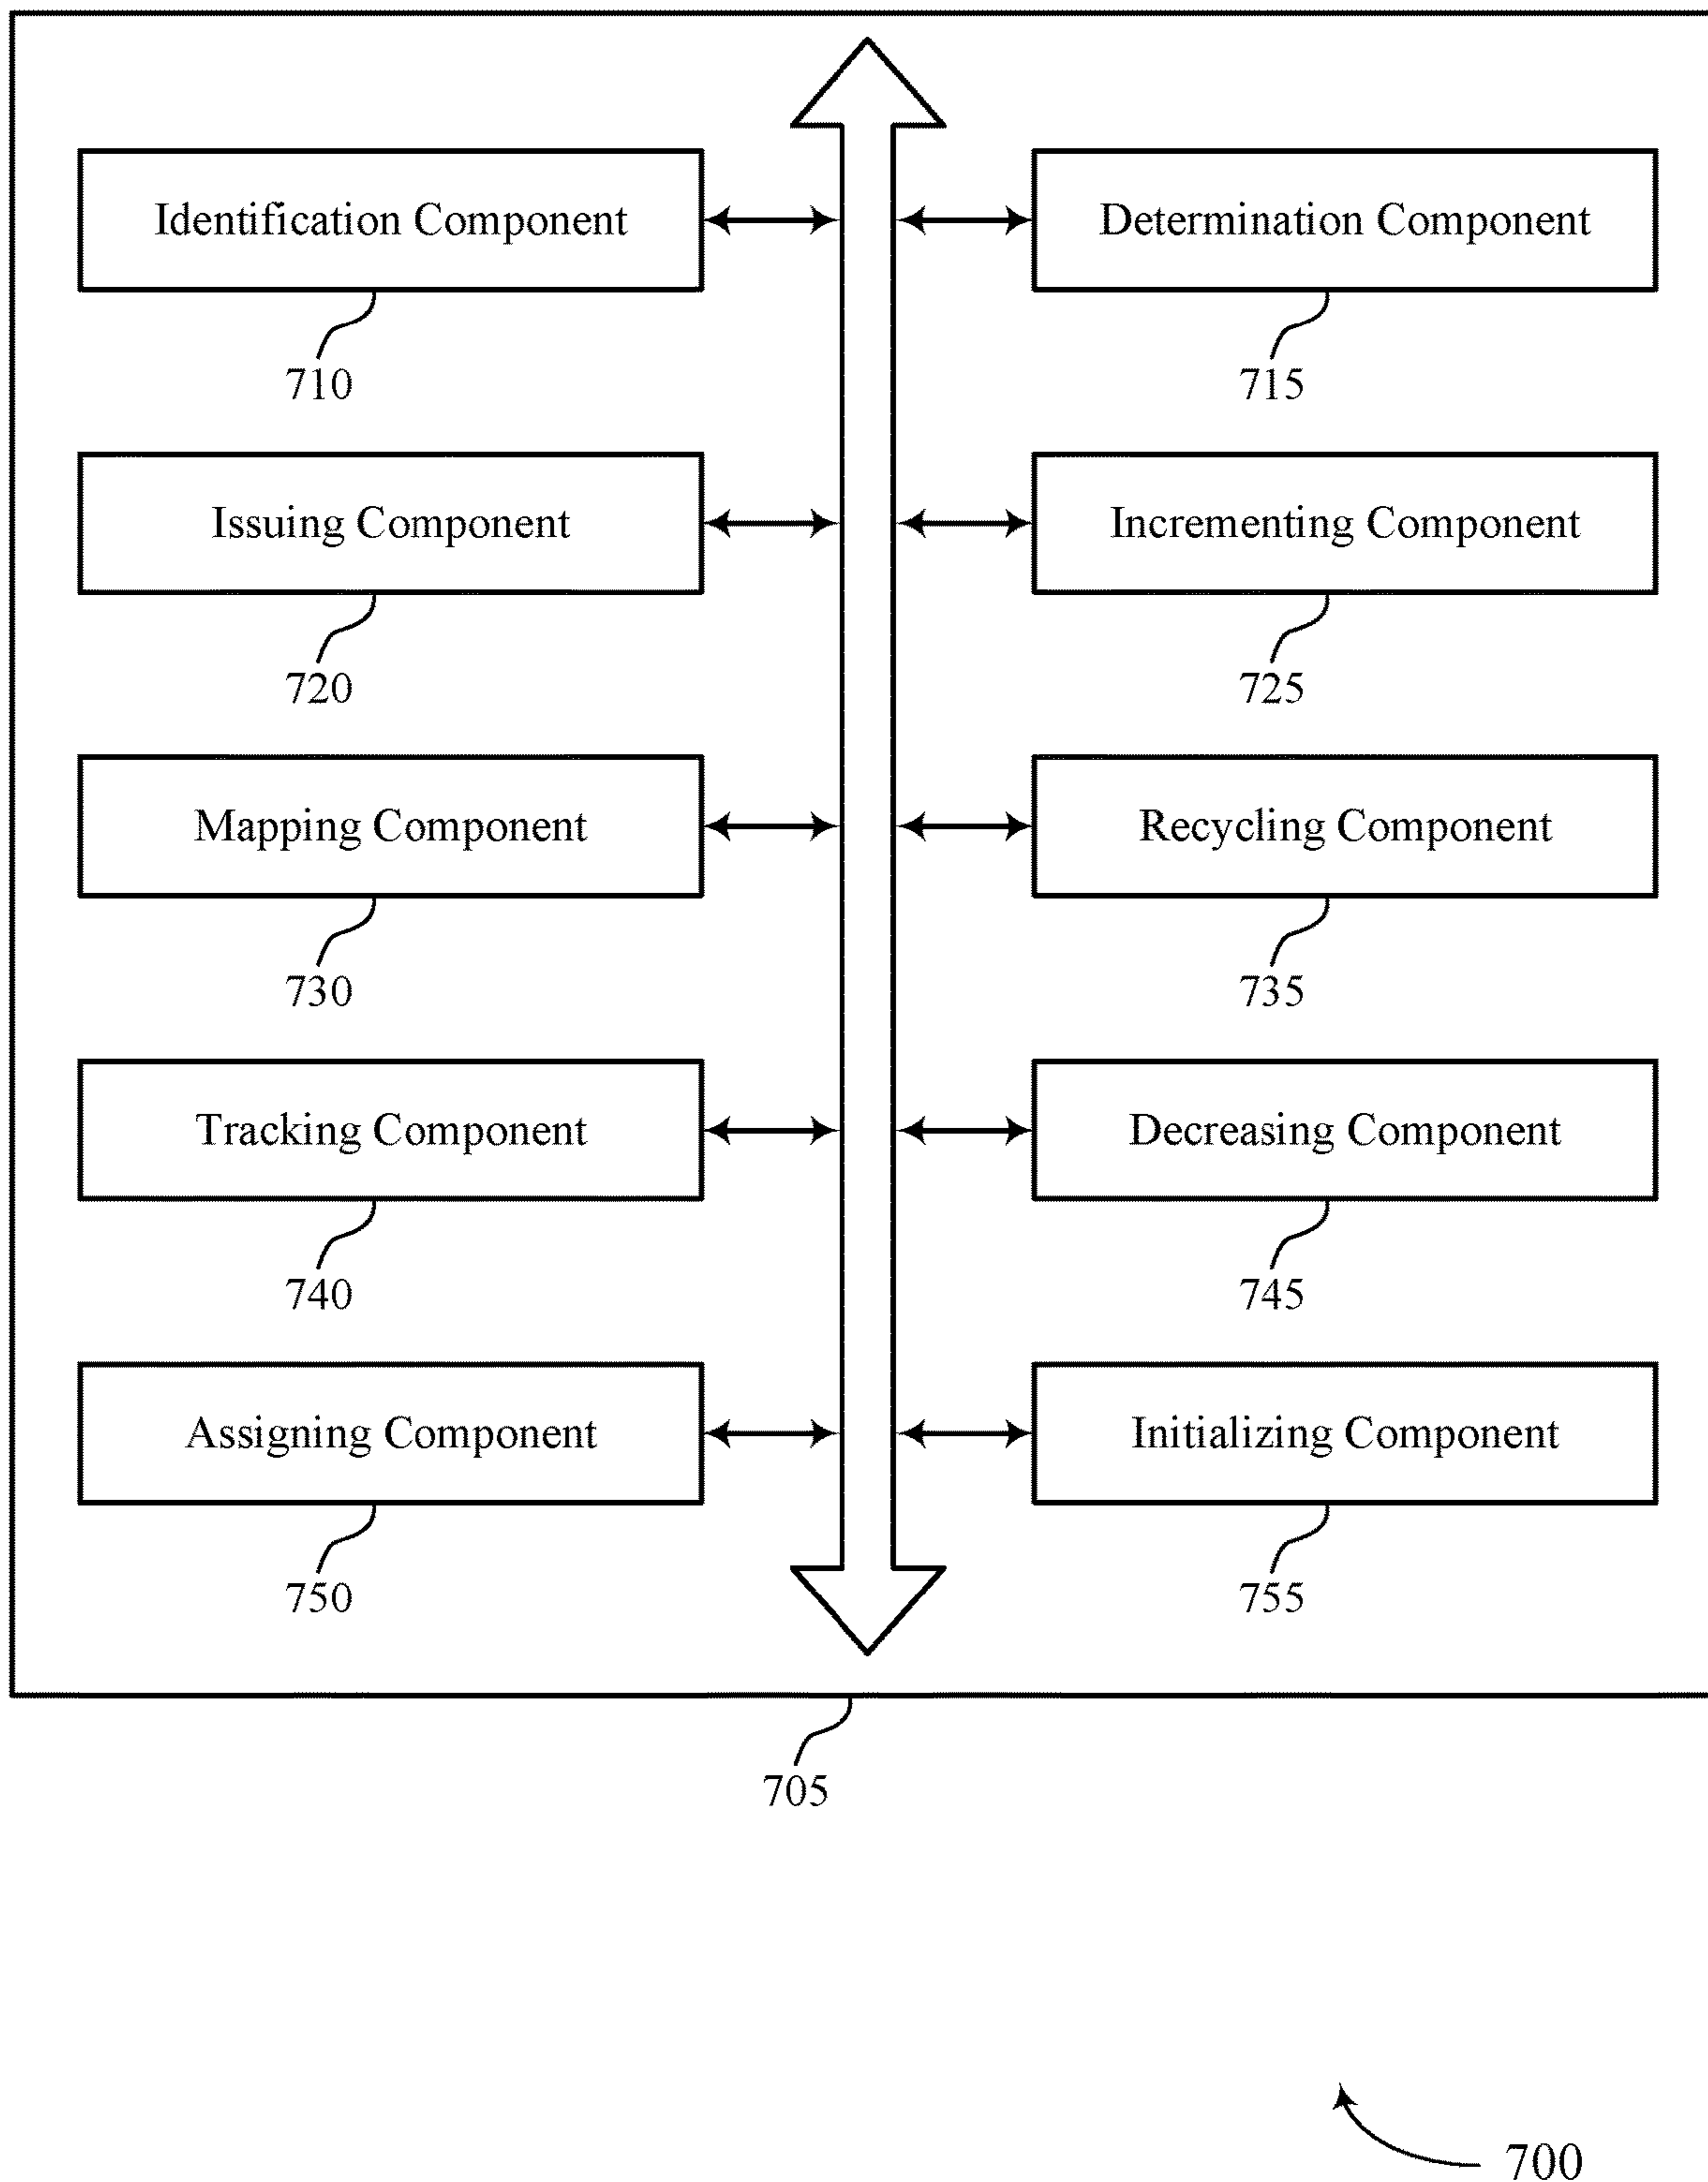 Identification Component
Determination Component
710
715
Issuing Component
Incrementing Component
720
725
Mapping Component
Recycling Component
730
735
Tracking Component
Decreasing Component
740
745
Assigning Component
Initializing Component
750
755
705
700